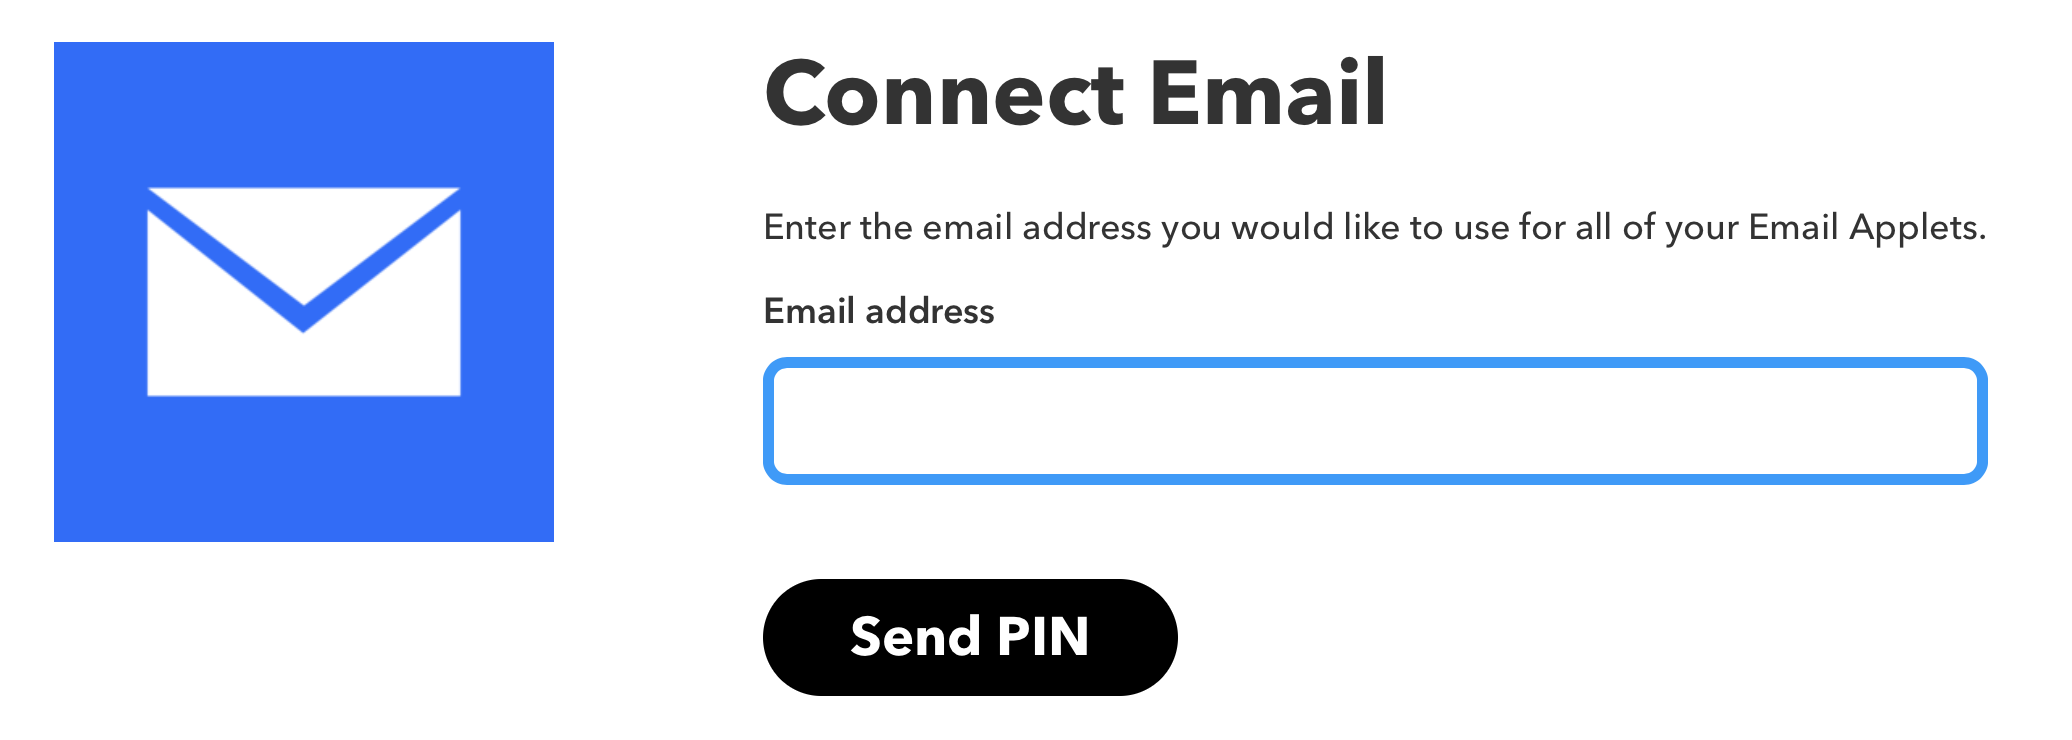 Connect Email
Enter the email address you would like to use for all of your Email Applets.
Email address
Send PIN